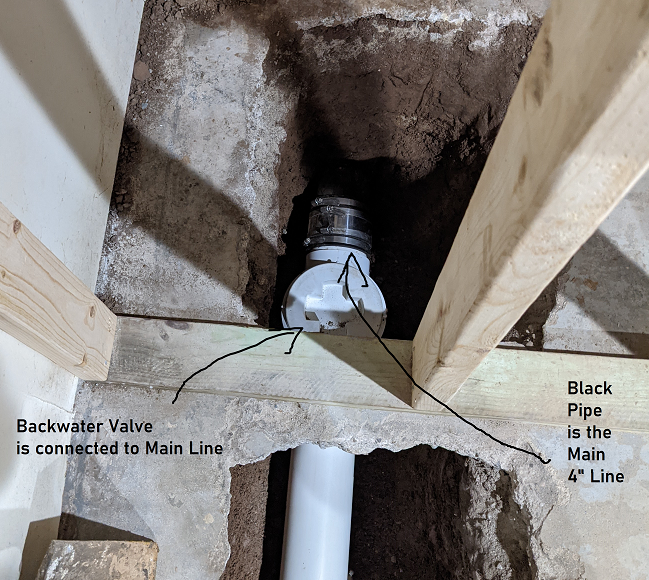 Backwater Valve
is connected to Main Line
Black
Pipe
is the
Main
4" Line